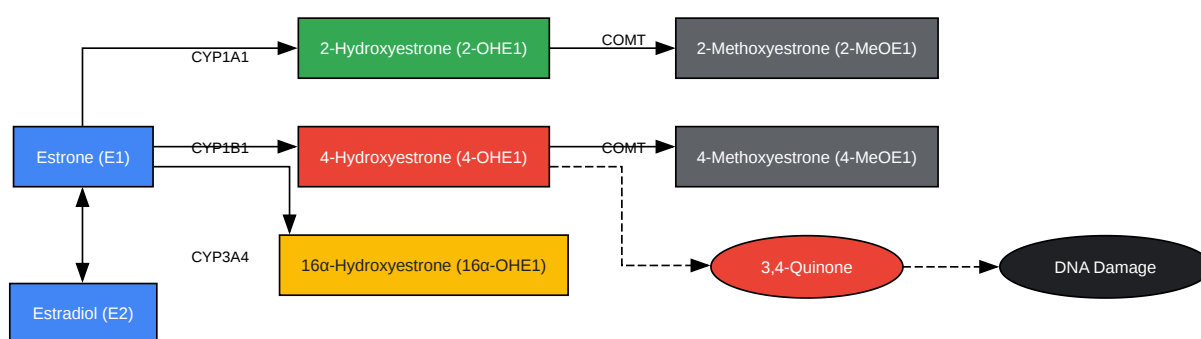 2-Hydroxyestrone (2-OHE1)
COMT
2-Methoxyestrone (2-MeOE1)
CYP1A1
Estrone (E1)
CYP1B1
4-Hydroxyestrone (4-OHE1)
COMT
4-Methoxyestrone (4-MeOE1)
CYP3A4
16α-Hydroxyestrone (16α-OHE1)
3,4-Quinone
DNA Damage
Estradiol (E2)